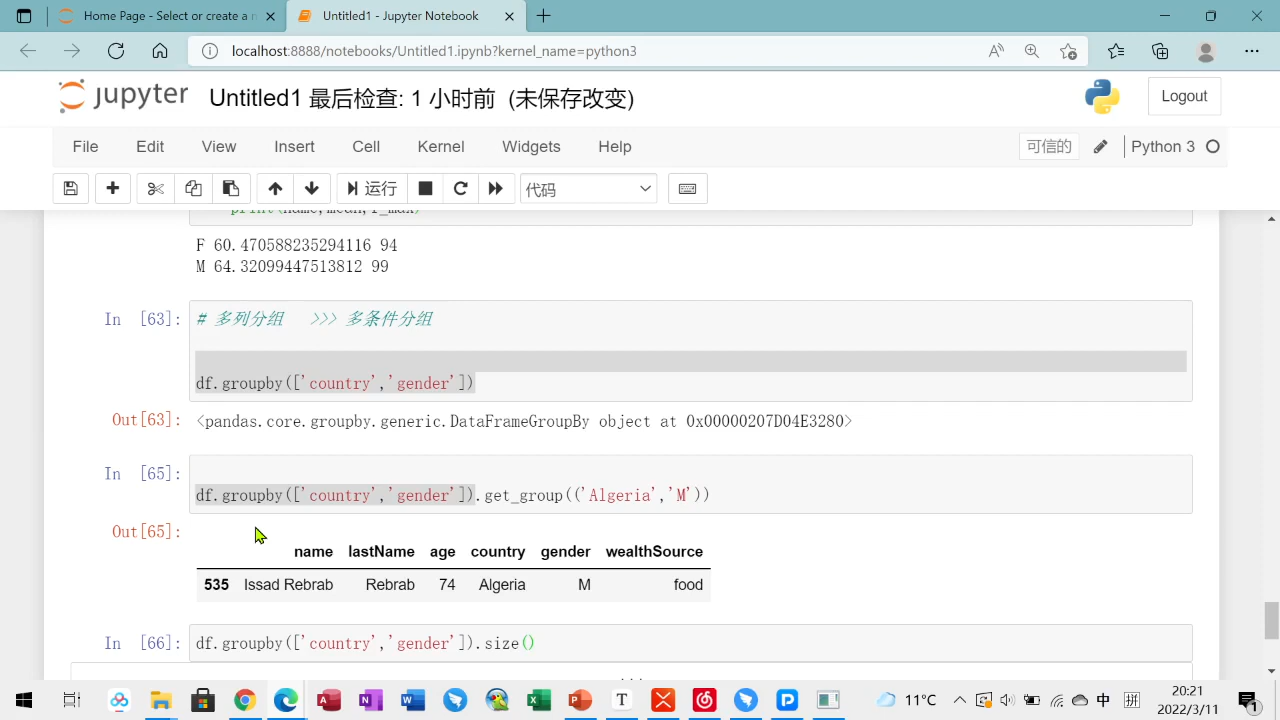 Issad Reb
Untitled1 - Jupyter Notebook
localhost:8888/notebooks/Untitled1.ipynb?kernel_name=python3
jupyter Untitled1 最后检查: 1 小时前 (未保存改变) Logout
File Edit View Insert Cell Kernel Widgets Help 可信的 Python 3
运行 代码
F 60.470588235294116 94
M 64.32099447513812 99
In [63]: # 多列分组 >>> 多条件分组
df.groupby(['country','gender'])
Out[63]: <pandas.core.groupby.generic.DataFrameGroupBy object at 0x00000207D04E3280>
In [65]:
df.groupby(['country','gender']).get_group(('Algeria','M'))
Out[65]:
name lastName age country gender wealthSource
535 Issad Rebrab Rebrab 74 Algeria M food
In [66]: df.groupby(['country','gender']).size()
11°C 中 拼 20:21
2022/3/11